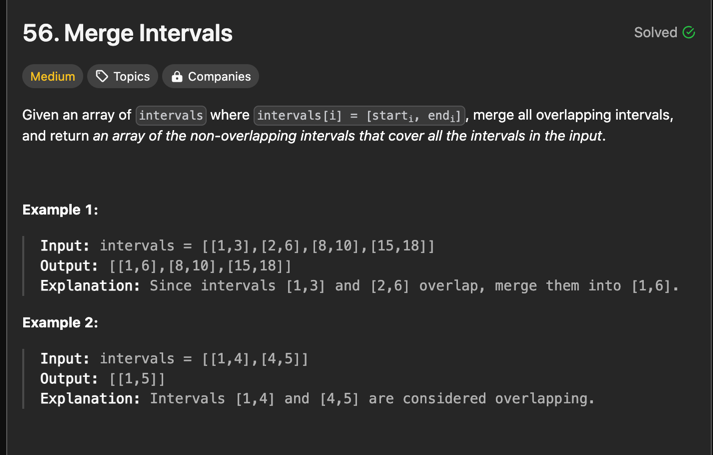 56. Merge Intervals
Solved
Medium Topics Companies
Given an array of intervals where intervals[i] = [startᵢ, endᵢ], merge all overlapping intervals,
and return an array of the non-overlapping intervals that cover all the intervals in the input.
Example 1:
Input: intervals = [[1,3],[2,6],[8,10],[15,18]]
Output: [[1,6],[8,10],[15,18]]
Explanation: Since intervals [1,3] and [2,6] overlap, merge them into [1,6].
Example 2:
Input: intervals = [[1,4],[4,5]]
Output: [[1,5]]
Explanation: Intervals [1,4] and [4,5] are considered overlapping.